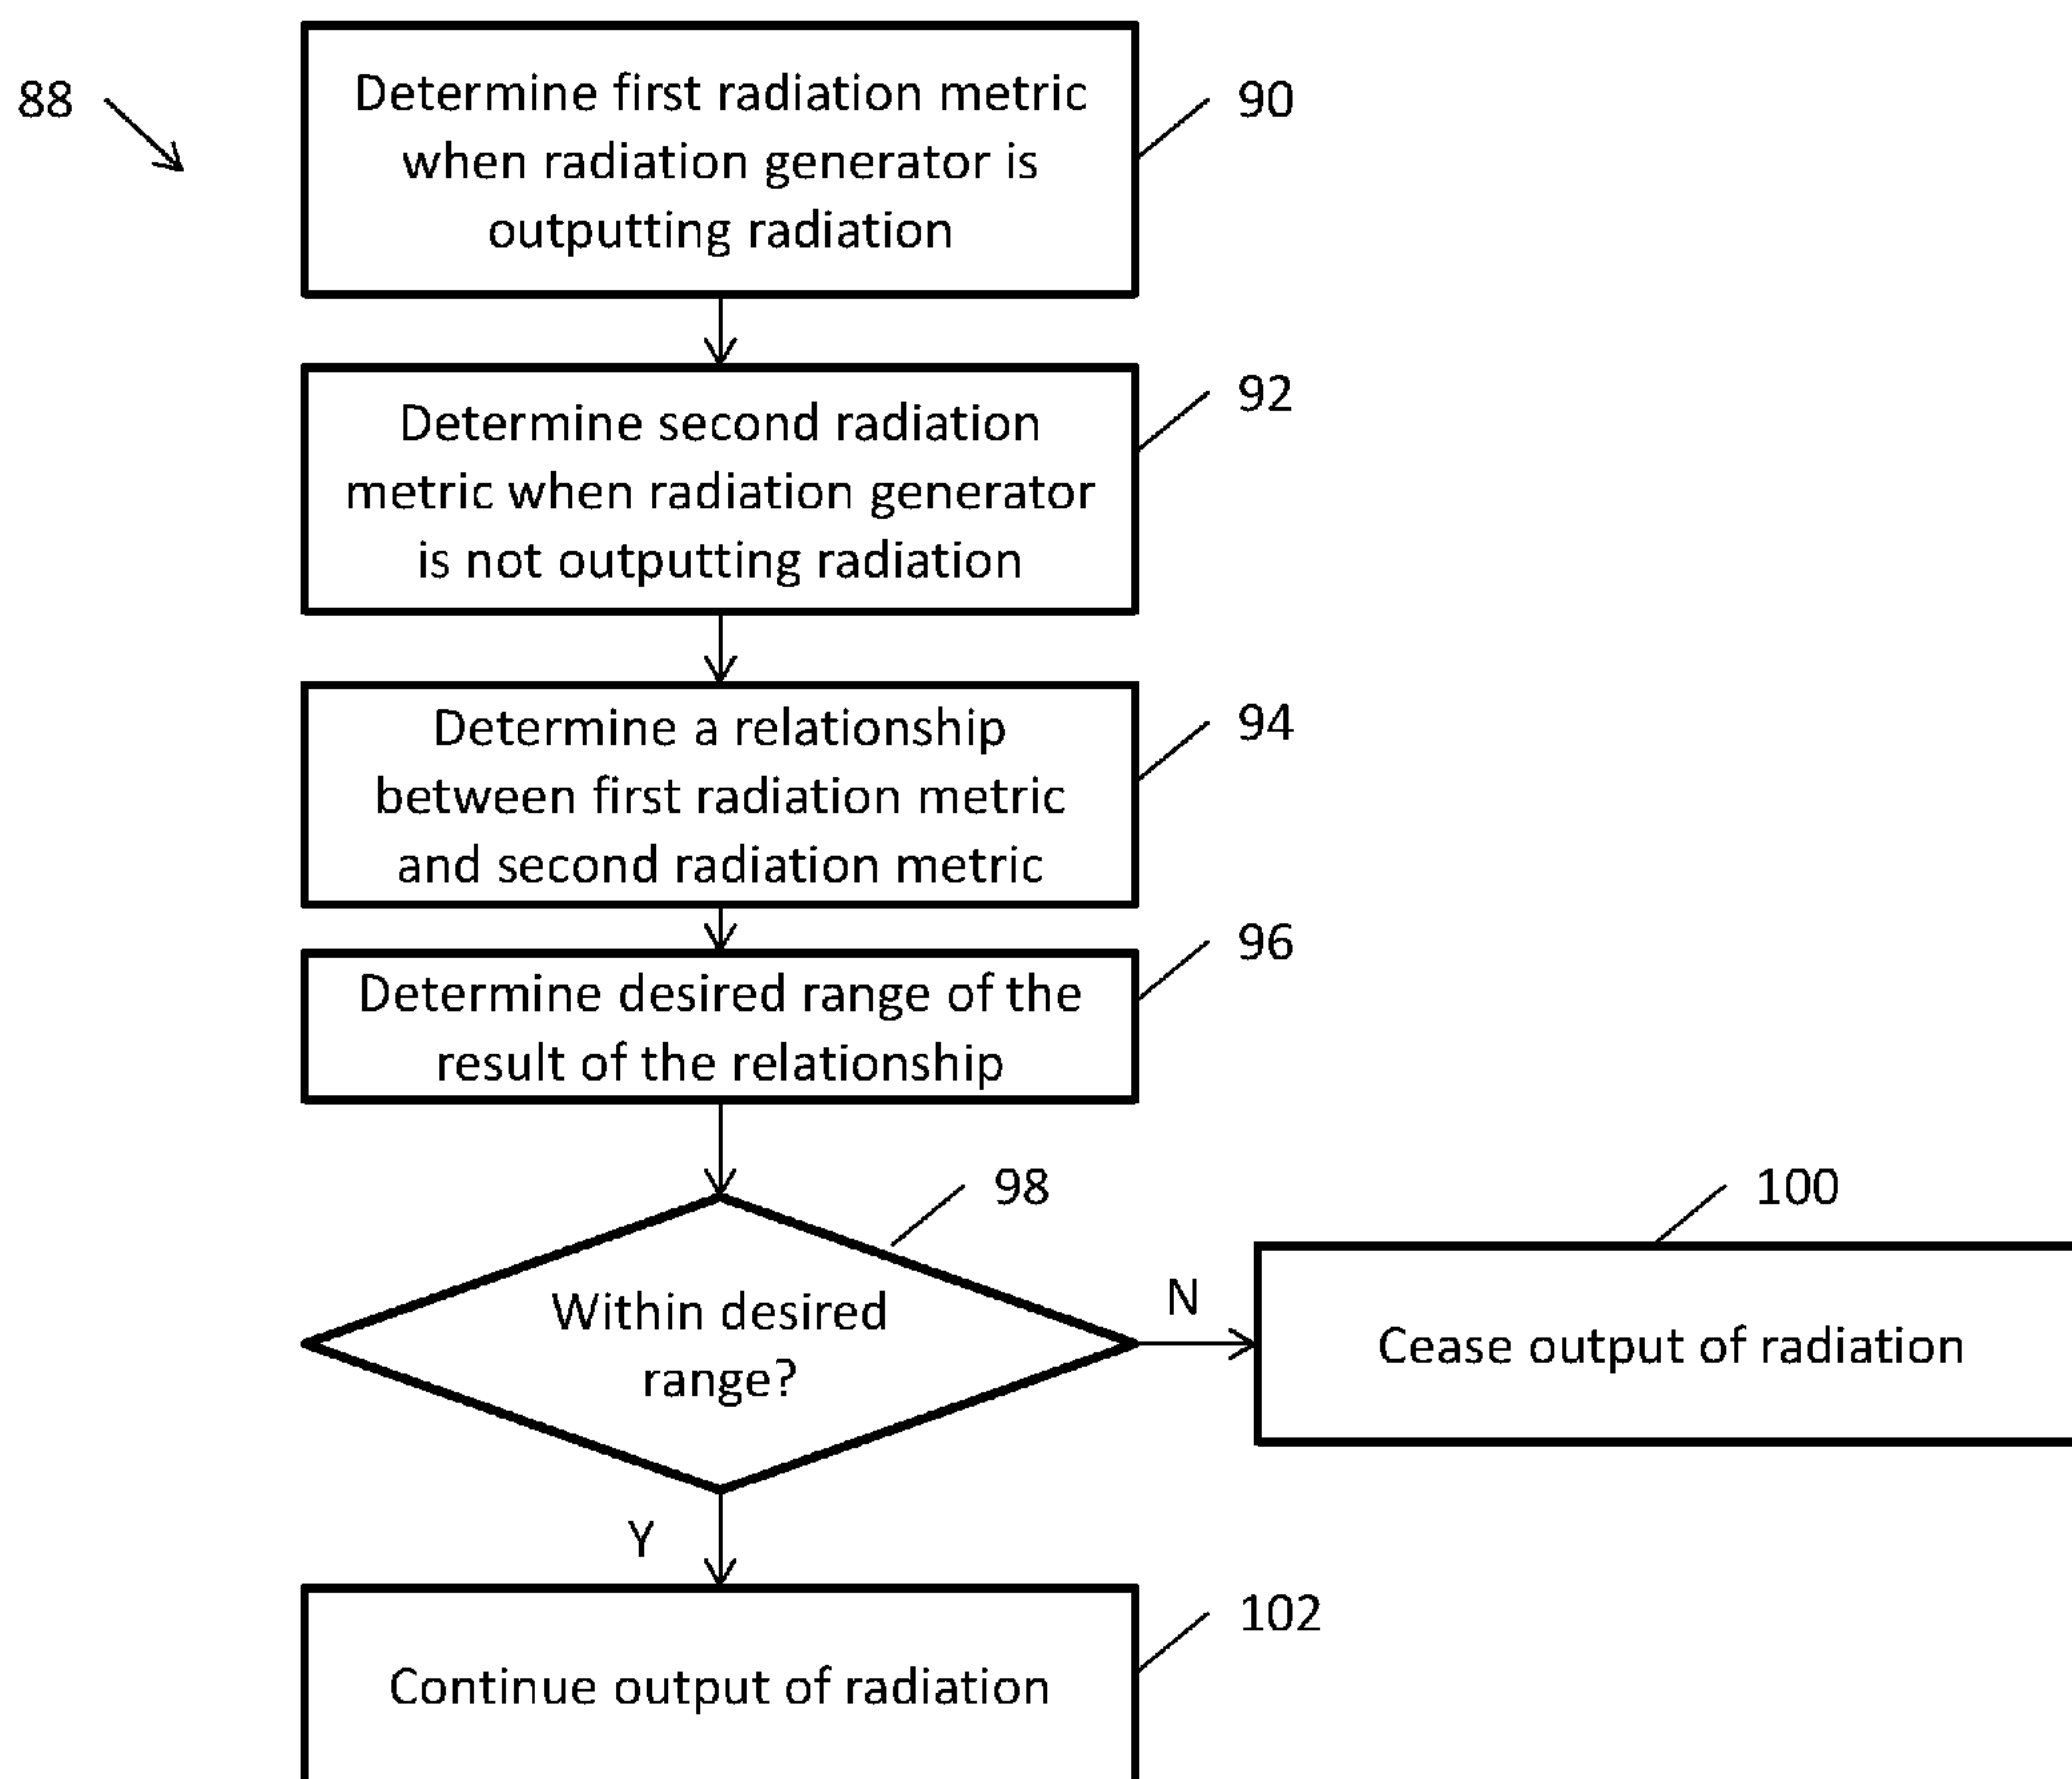 88
Determine first radiation metric
when radiation generator is
outputting radiation
90
Determine second radiation
metric when radiation generator
is not outputting radiation
92
Determine a relationship
between first radiation metric
and second radiation metric
94
Determine desired range of the
result of the relationship
96
Within desired
range?
98
N
100
Cease output of radiation
Y
Continue output of radiation
102